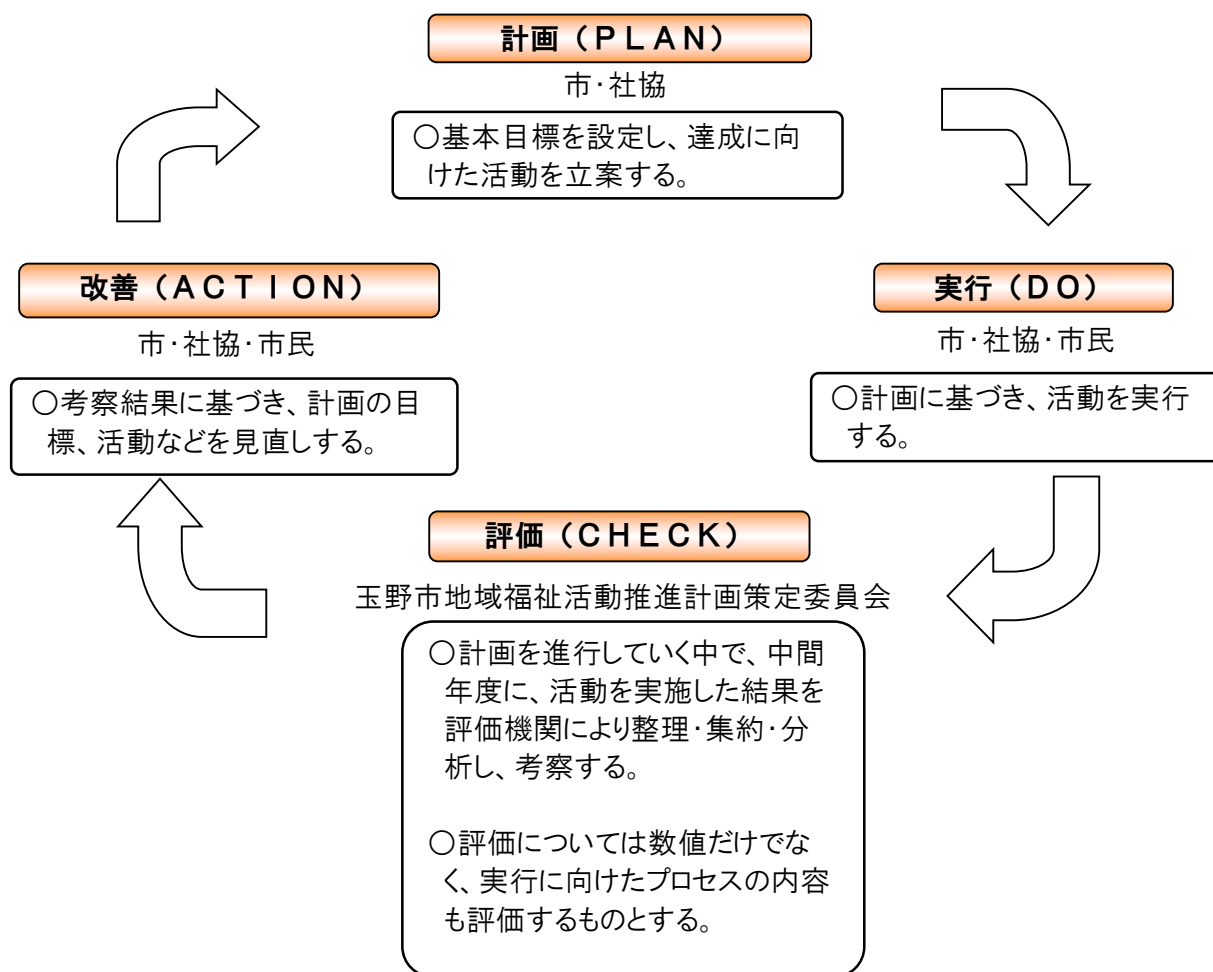 計画（ＰＬＡＮ）
市・社協
○基本目標を設定し、達成に向
けた活動を立案する。
改善（ＡＣＴＩＯＮ）
市・社協・市民
○考察結果に基づき、計画の目
標、活動などを見直しする。
実行（ＤＯ）
市・社協・市民
○計画に基づき、活動を実行
する。
評価（ＣＨＥＣＫ）
玉野市地域福祉活動推進計画策定委員会
○計画を進行していく中で、中間
年度に、活動を実施した結果を
評価機関により整理・集約・分
析し、考察する。
○評価については数値だけでな
く、実行に向けたプロセスの内容
も評価するものとする。